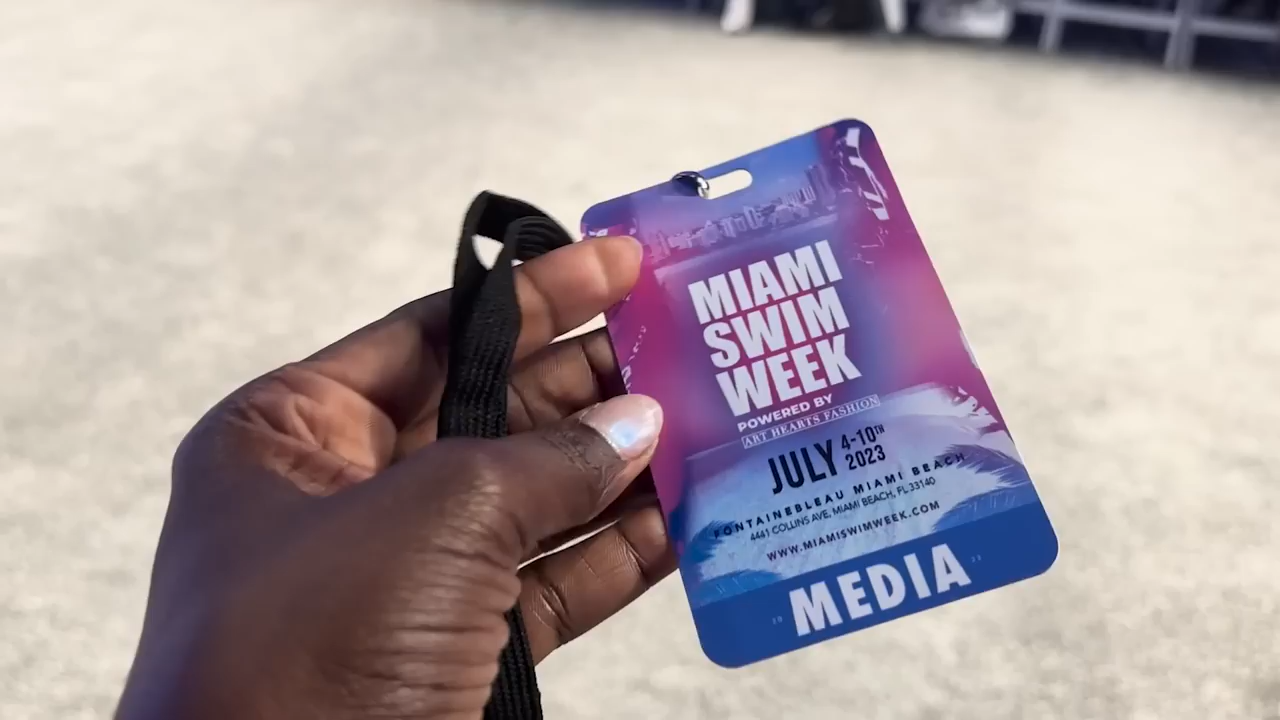 MIAMI
SWIM
WEEK
POWERED BY
ART HEARTS FASHION
JULY 4-10TH
2023
FONTAINEBLEAU MIAMI BEACH
4441 COLLINS AVE, MIAMI BEACH, FL 33140
WWW.MIAMISWIMWEEK.COM
MEDIA